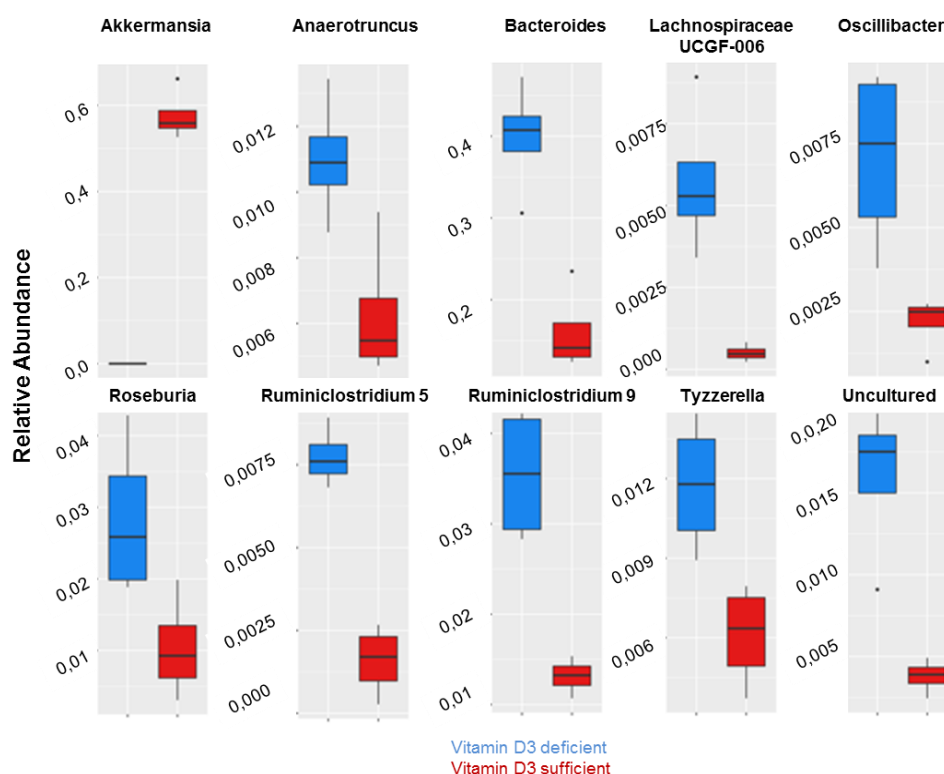 Akkermansia
Anaerotruncus
Bacteroides
Lachnospiraceae
UCGF-006
Oscillibacter
Relative Abundance
0,6
0,4
0,2
0,0
0,012
0,010
0,008
0,006
0,4
0,3
0,2
0,0075
0,0050
0,0025
0,000
0,0075
0,0050
0,0025
Roseburia
Ruminiclostridium 5
Ruminiclostridium 9
Tyzzerella
Uncultured
0,04
0,03
0,02
0,01
0,0075
0,0050
0,0025
0,000
0,04
0,03
0,02
0,01
0,012
0,009
0,006
0,0,20
0,015
0,010
0,005
Vitamin D3 deficient
Vitamin D3 sufficient